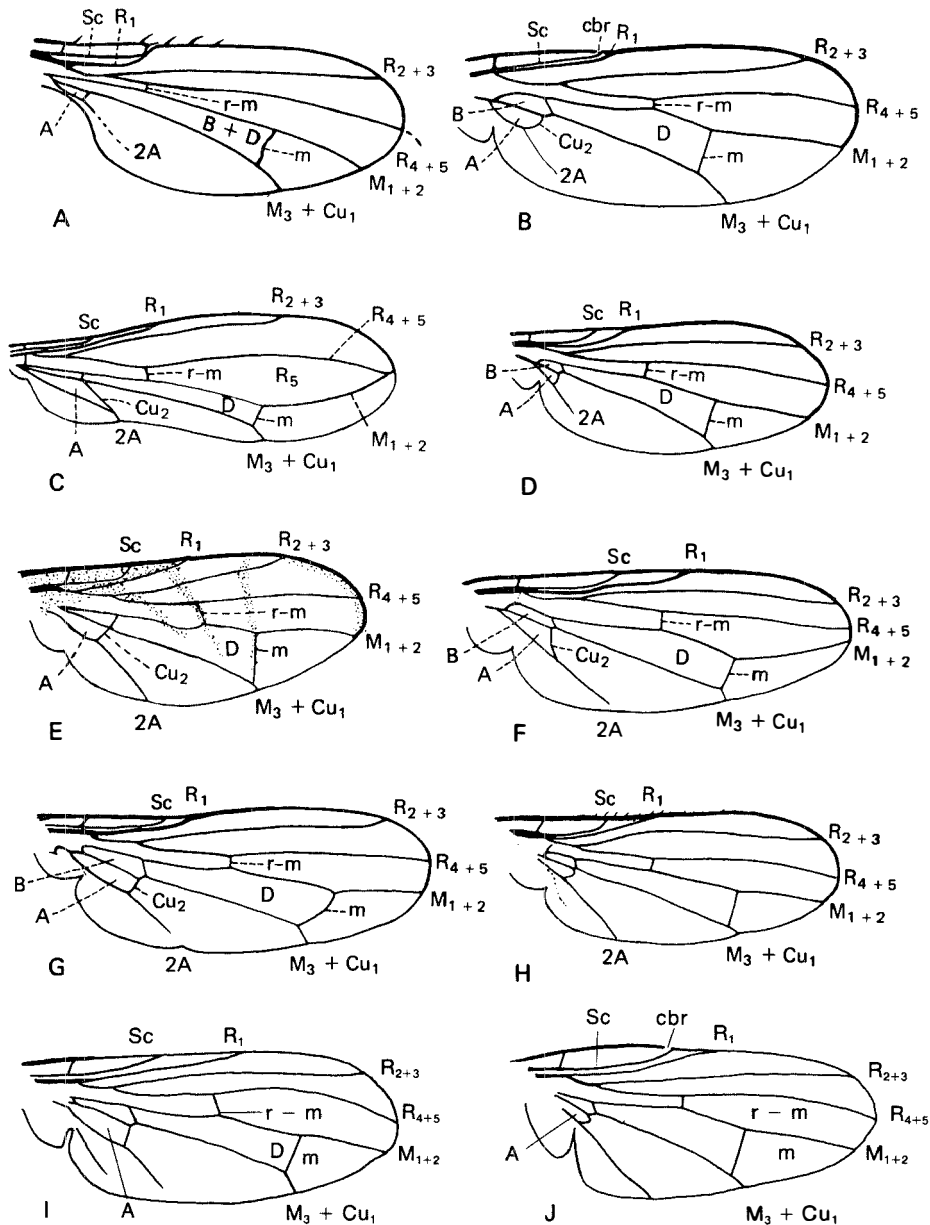 Sc R₁
R₂₊₃
r-m
B + D
A
m
2A
R₄₊₅
M₁₊₂
M₃ + Cu₁
A
Sc cbr R₁
R₂₊₃
B
r-m
R₄₊₅
A
Cu₂
D
m
M₁₊₂
2A
M₃ + Cu₁
B
Sc R₁ R₂₊₃
R₄₊₅
r-m R₅
Cu₂ D
A
m
2A
M₁₊₂
M₃ + Cu₁
C
Sc R₁
R₂₊₃
B
r-m
A
D
R₄₊₅
2A
m
M₁₊₂
M₃ + Cu₁
D
Sc R₁ R₂₊₃
R₄₊₅
r-m
D
M₁₊₂
A
Cu₂
m
2A
M₃ + Cu₁
E
Sc R₁
R₂₊₃
r-m
R₄₊₅
B
M₁₊₂
A
Cu₂
D
m
2A
M₃ + Cu₁
F
Sc R₁
R₂₊₃
r-m
R₄₊₅
B
A
Cu₂
D
M₁₊₂
m
2A
M₃ + Cu₁
G
Sc R₁
R₂₊₃
R₄₊₅
M₁₊₂
2A
M₃ + Cu₁
H
Sc R₁
R₂₊₃
r - m
R₄₊₅
D m
M₁₊₂
A
M₃ + Cu₁
I
Sc cbr R₁
R₂₊₃
r - m
R₄₊₅
A
m
M₁₊₂
M₃ + Cu₁
J